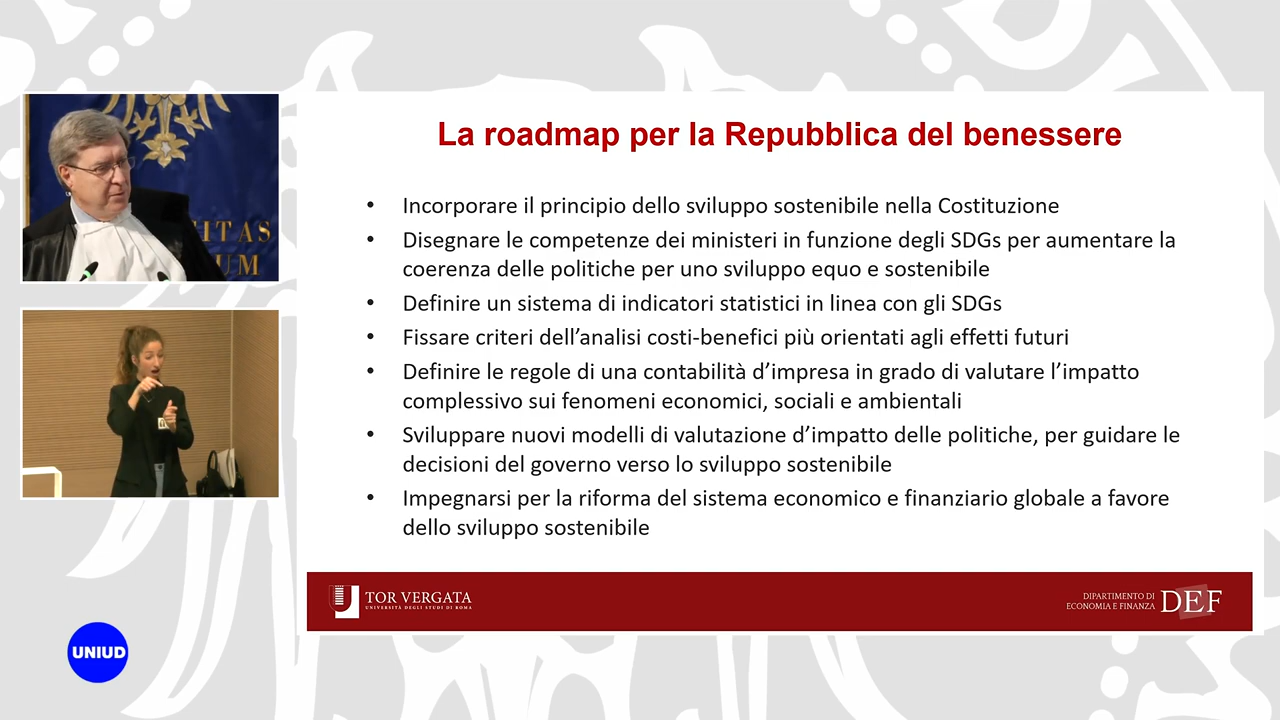 La roadmap per la Repubblica del benessere
• Incorporare il principio dello sviluppo sostenibile nella Costituzione
• Disegnare le competenze dei ministeri in funzione degli SDGs per aumentare la
coerenza delle politiche per uno sviluppo equo e sostenibile
• Definire un sistema di indicatori statistici in linea con gli SDGs
• Fissare criteri dell’analisi costi-benefici più orientati agli effetti futuri
• Definire le regole di una contabilità d’impresa in grado di valutare l’impatto
complessivo sui fenomeni economici, sociali e ambientali
• Sviluppare nuovi modelli di valutazione d’impatto delle politiche, per guidare le
decisioni del governo verso lo sviluppo sostenibile
• Impegnarsi per la riforma del sistema economico e finanziario globale a favore
dello sviluppo sostenibile
TOR VERGATA
UNIVERSITÀ DEGLI STUDI DI ROMA
DIPARTIMENTO DI
ECONOMIA E FINANZA
DEF
UNIUD
ITAS
UM